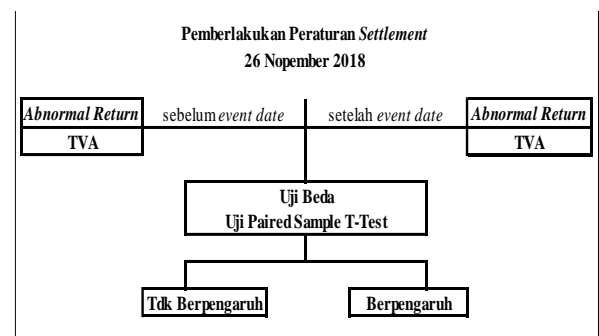 Pemberlakukan Peraturan Settlement
26 Nopember 2018
Abnormal Return sebelum event date setelah event date Abnormal Return
TVA TVA
Uji Beda
Uji Paired Sample T-Test
Tdk Berpengaruh Berpengaruh